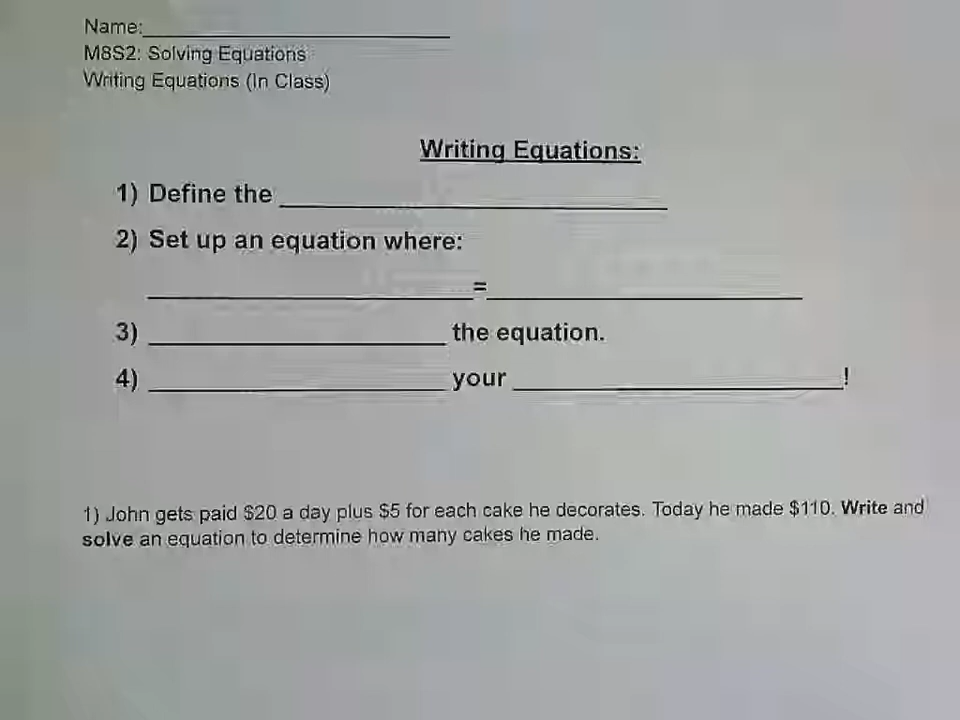 Name:
M8S2: Solving Equations
Writing Equations (In Class)
Writing Equations:
1) Define the
2) Set up an equation where:
=
3) the equation.
4) your !
1) John gets paid $20 a day plus $5 for each cake he decorates. Today he made $110. Write and
solve an equation to determine how many cakes he made.